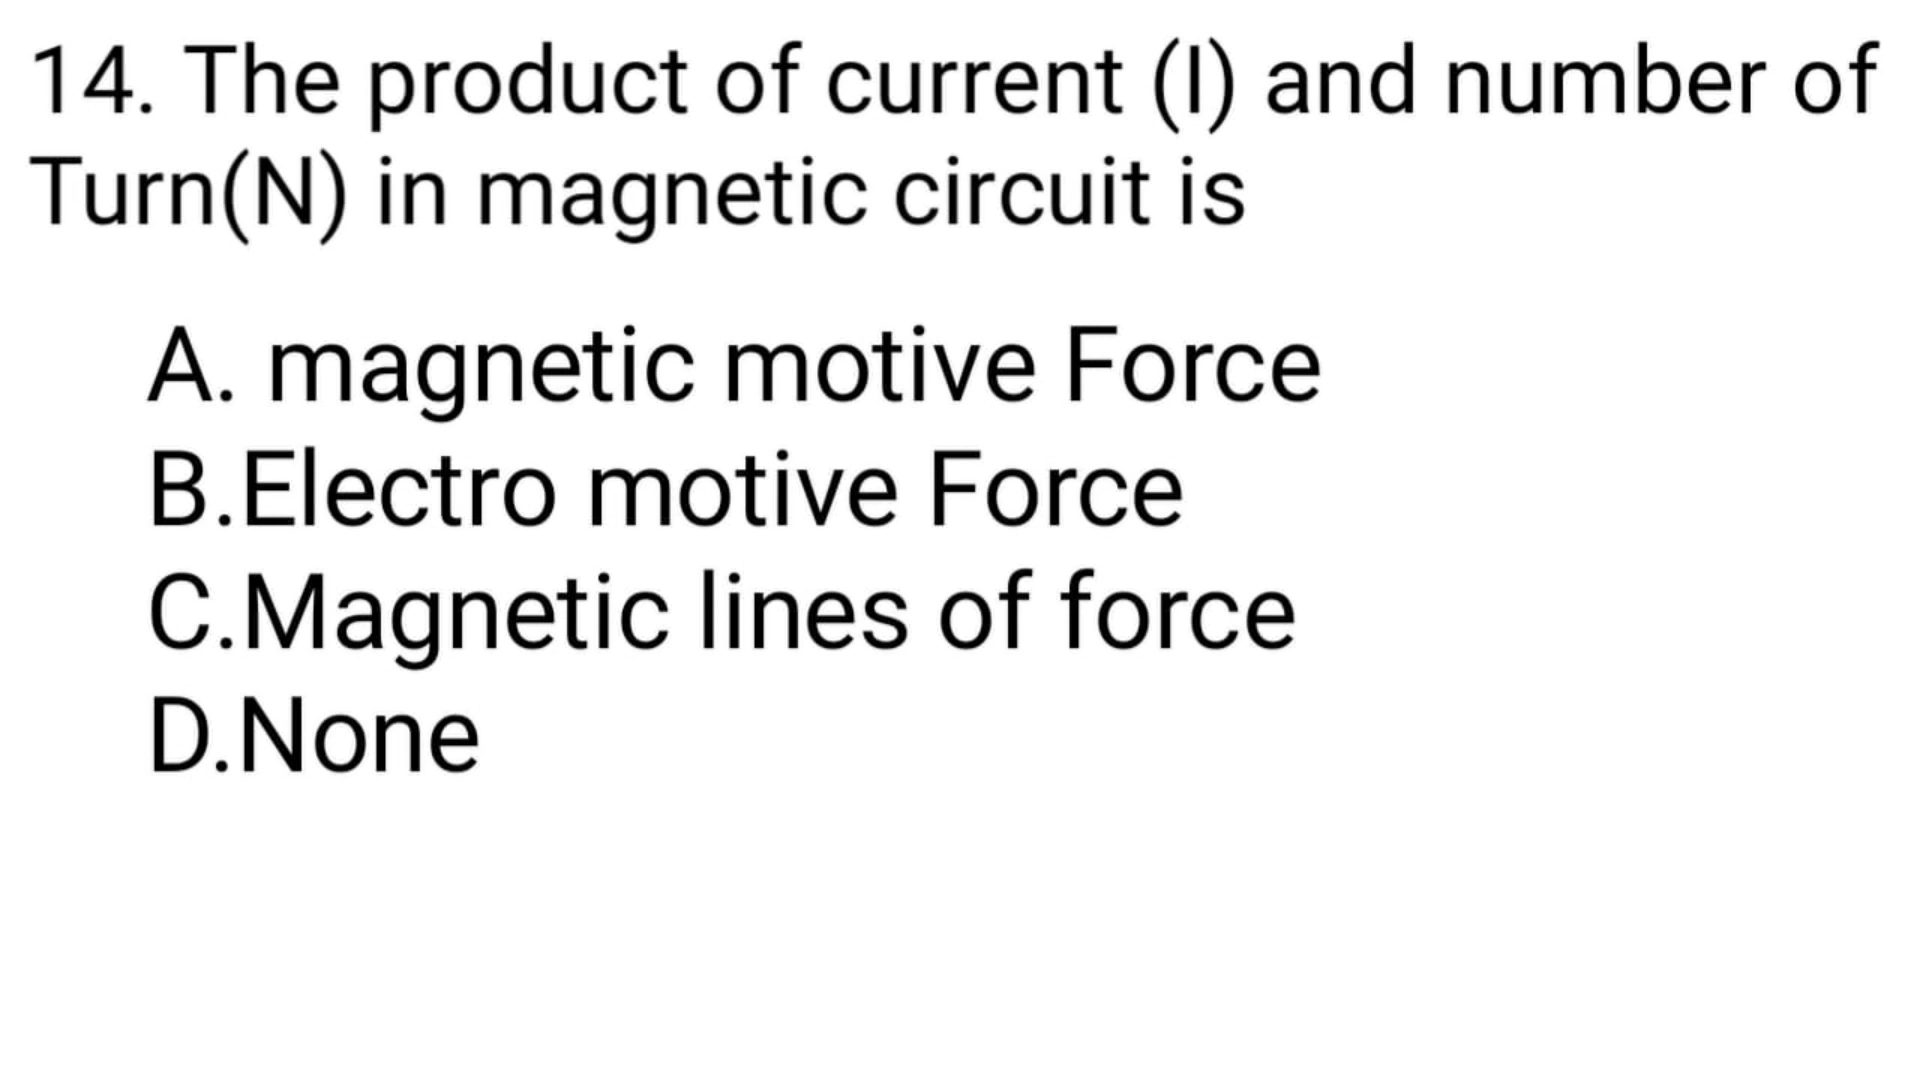 14. The product of current (I) and number of
Turn(N) in magnetic circuit is
A. magnetic motive Force
B.Electro motive Force
C.Magnetic lines of force
D.None